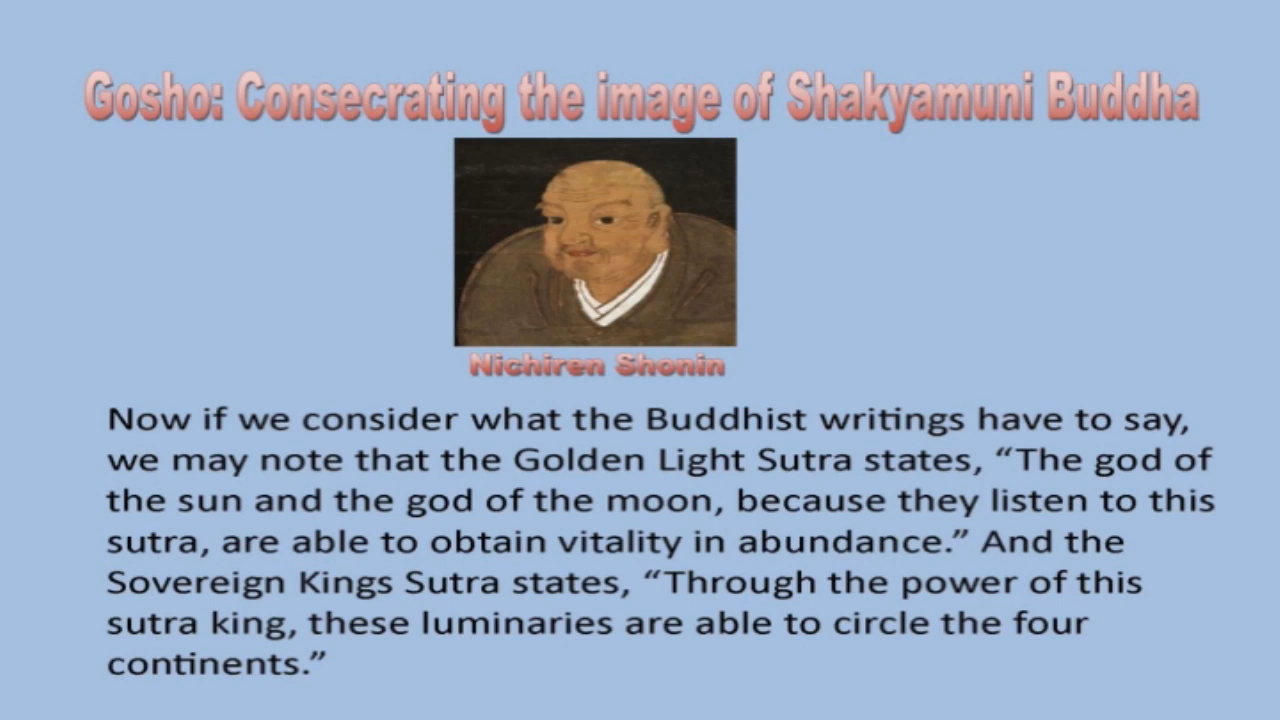 Gosho: Consecrating the image of Shakyamuni Buddha
Nichiren Shonin
Now if we consider what the Buddhist writings have to say,
we may note that the Golden Light Sutra states, “The god of
the sun and the god of the moon, because they listen to this
sutra, are able to obtain vitality in abundance.” And the
Sovereign Kings Sutra states, “Through the power of this
sutra king, these luminaries are able to circle the four
continents.”